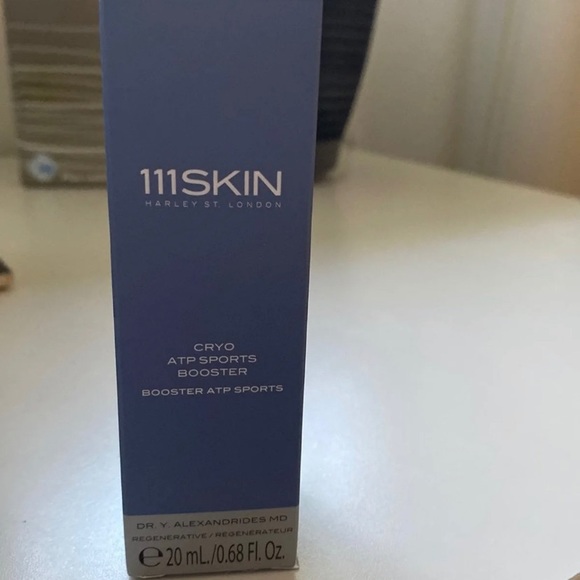 111SKIN
HARLEY ST. LONDON
CRYO
ATP SPORTS
BOOSTER
BOOSTER ATP SPORTS
DR. Y. ALEXANDRIDES MD
REGENERATIVE / RÉGÉNÉRATEUR
℮ 20 mL./0.68 Fl. Oz.